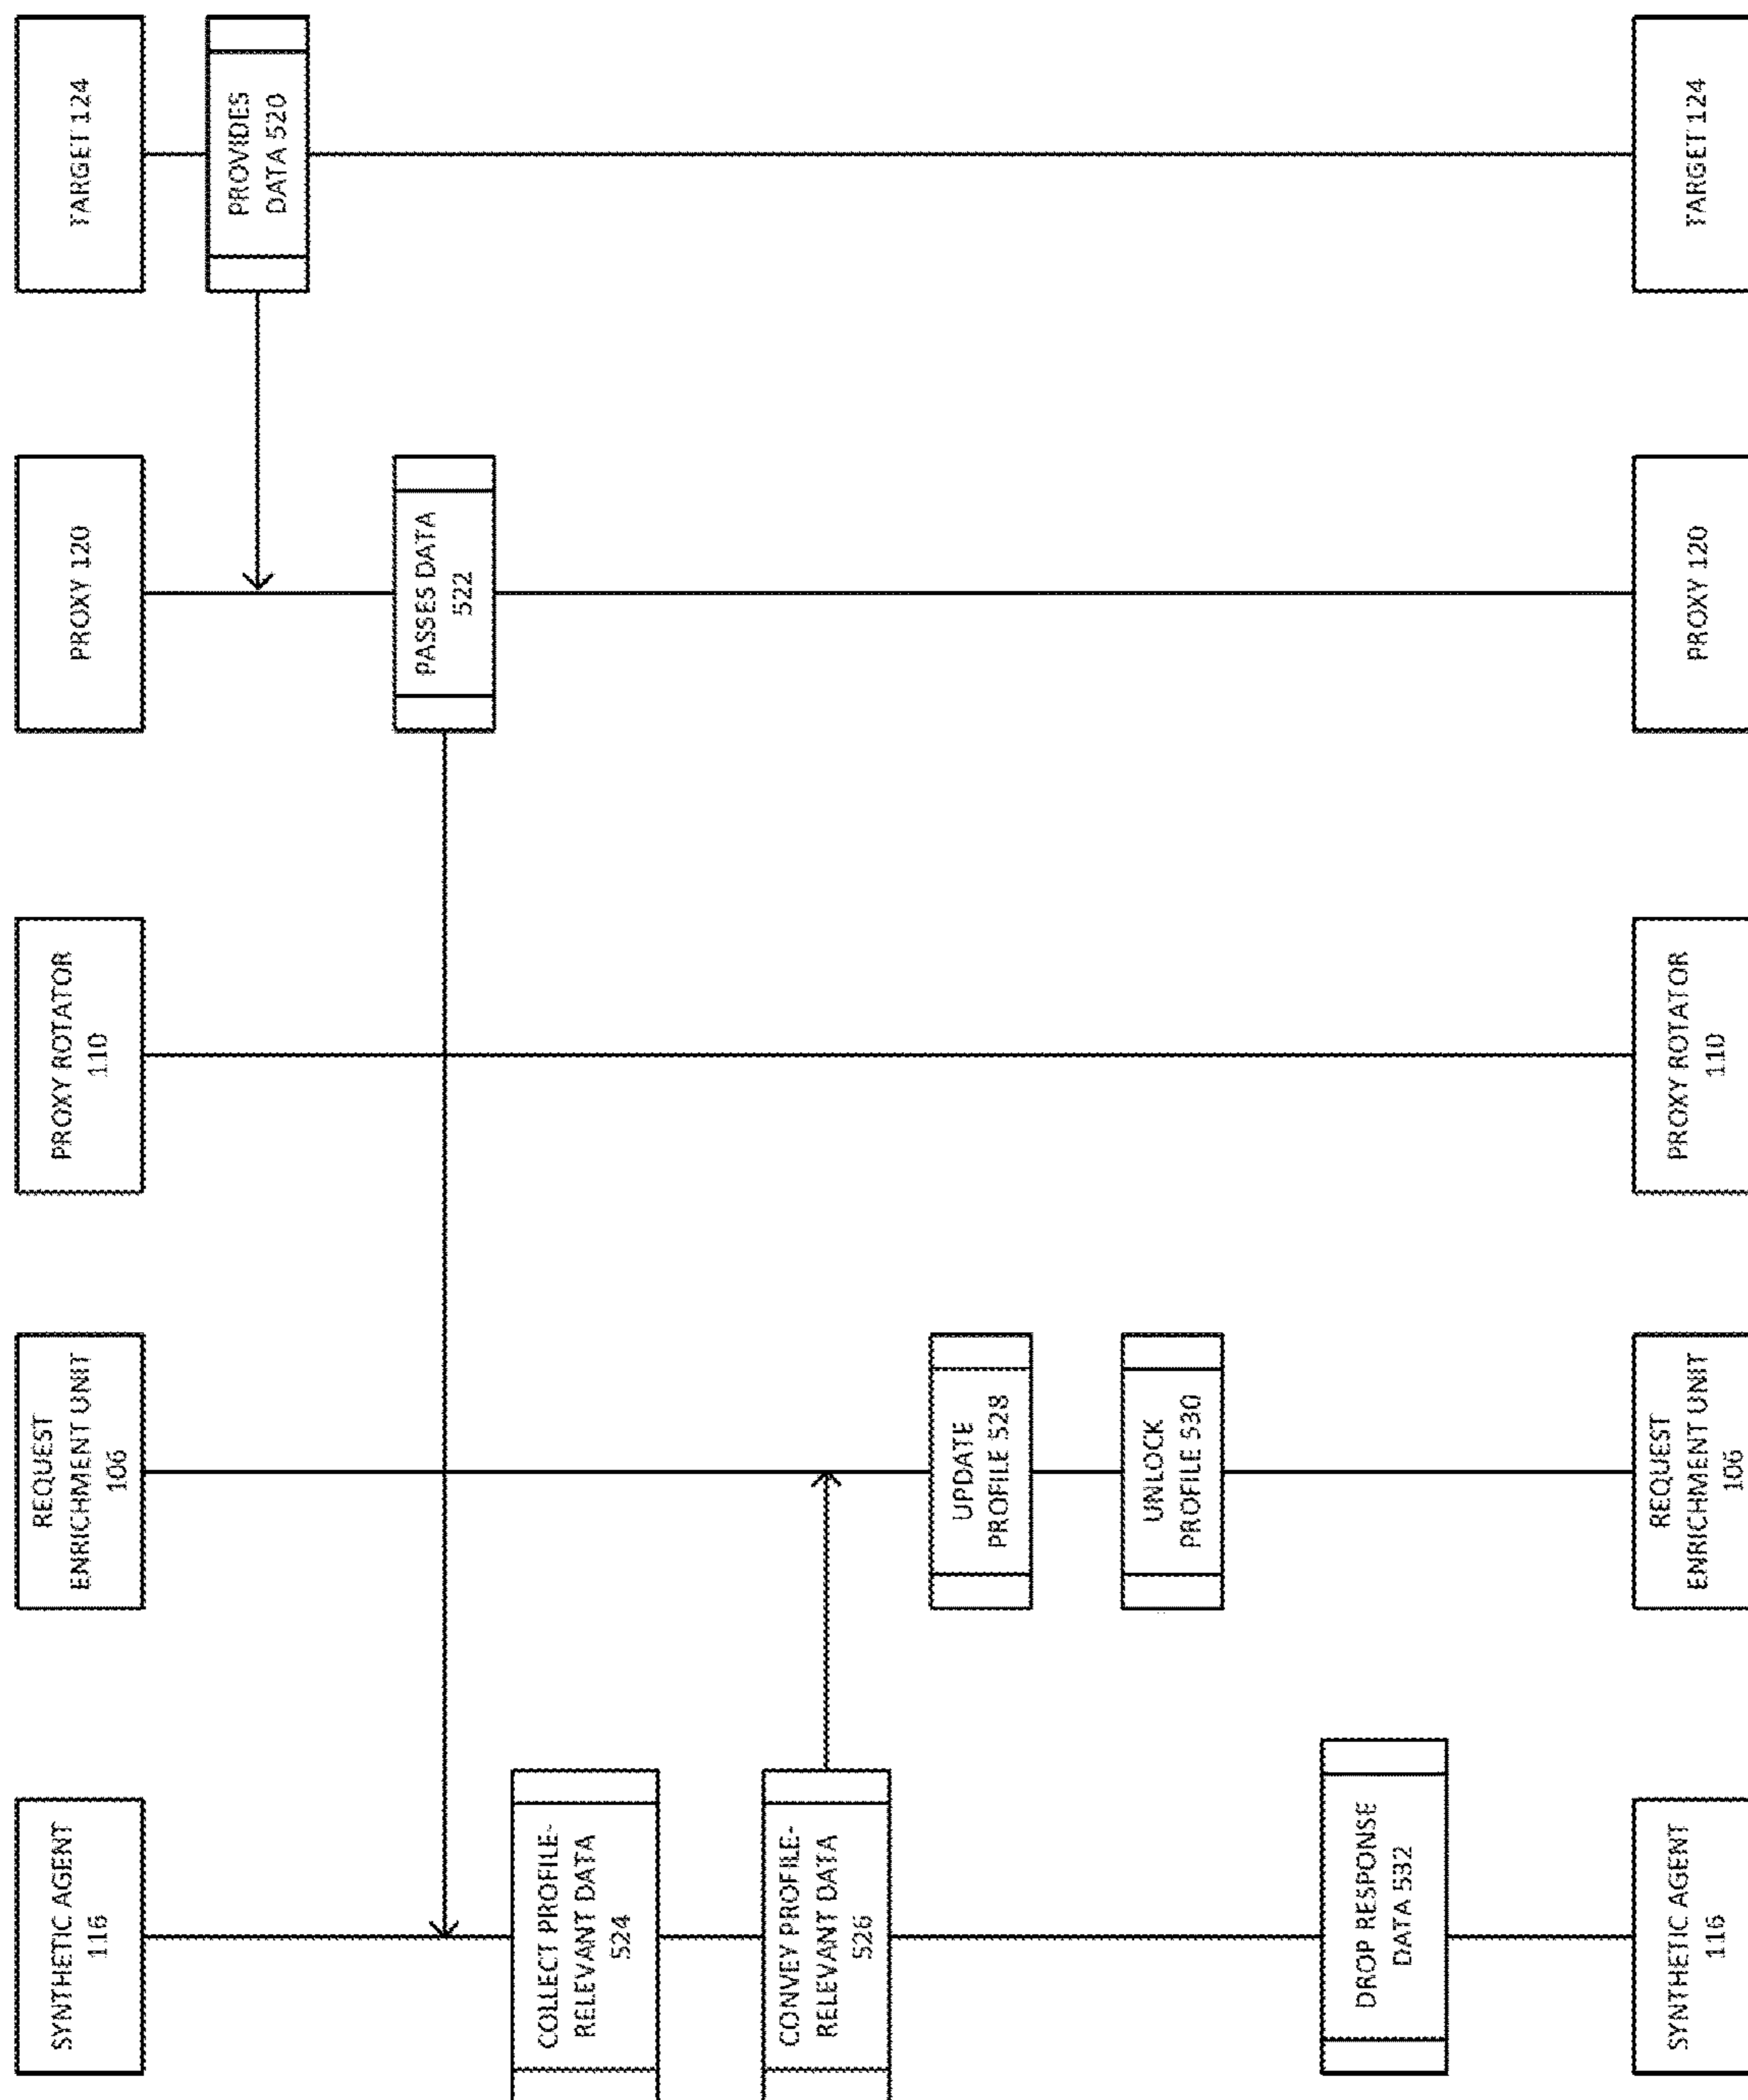 SYNTHETIC AGENT
116
REQUEST
ENRICHMENT UNIT
106
PROXY ROTATOR
110
PROXY 120
TARGET 124
PROVIDES
DATA 520
PASSES DATA
522
COLLECT PROFILE-
RELEVANT DATA
524
CONVEY PROFILE-
RELEVANT DATA
526
UPDATE
PROFILE 528
UNLOCK
PROFILE 530
DROP RESPONSE
DATA 532
SYNTHETIC AGENT
116
REQUEST
ENRICHMENT UNIT
106
PROXY ROTATOR
110
PROXY 120
TARGET 124